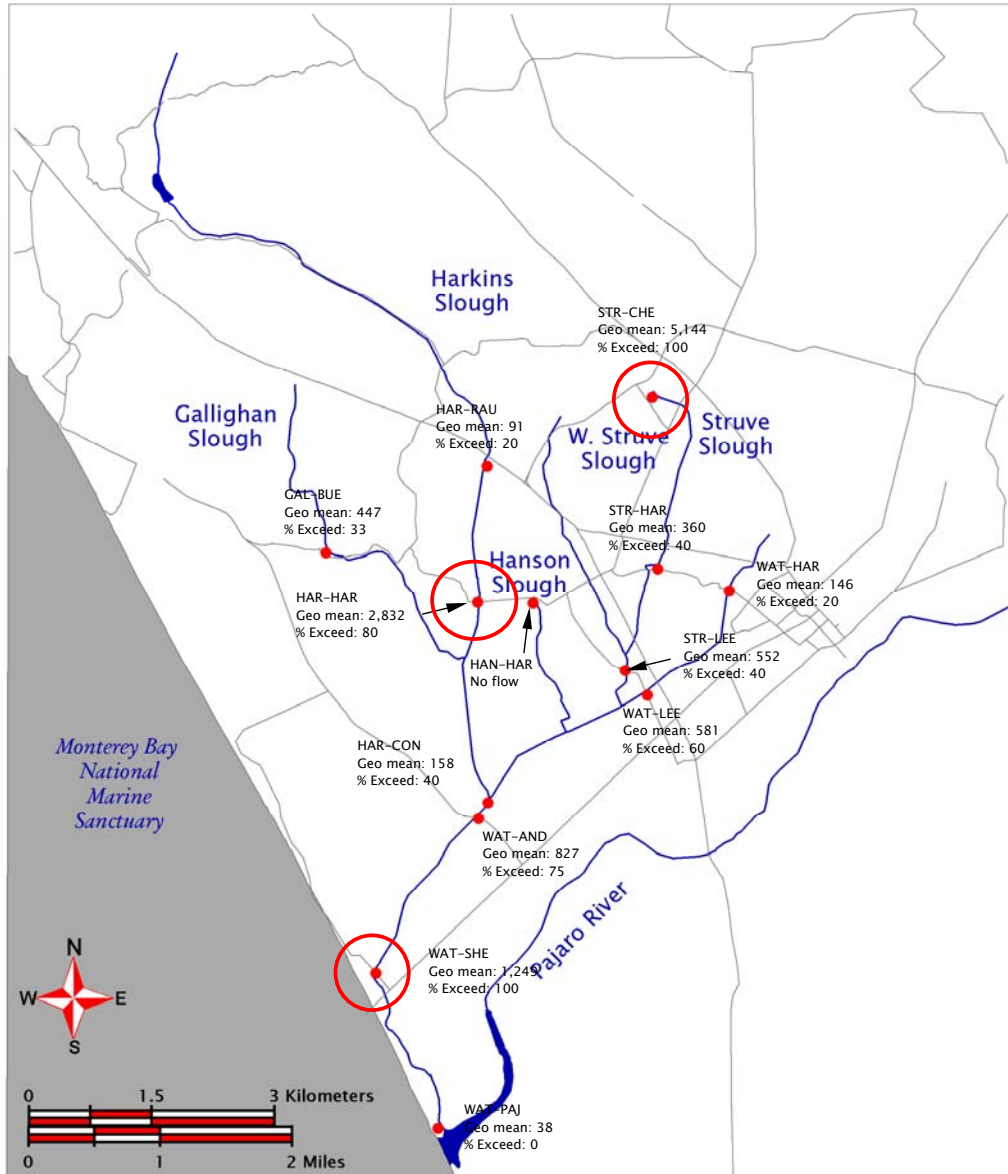 Harkins
Slough
STR-CHE
Geo mean: 5,144
% Exceed: 100
Gallighan
Slough
HAR-RAU
Geo mean: 91
% Exceed: 20
W. Struve
Slough
Struve
Slough
GAL-BUE
Geo mean: 447
% Exceed: 33
STR-HAR
Geo mean: 360
% Exceed: 40
Hanson
Slough
WAT-HAR
Geo mean: 146
% Exceed: 20
HAR-HAR
Geo mean: 2,832
% Exceed: 80
HAN-HAR
No flow
STR-LEE
Geo mean: 552
% Exceed: 40
WAT-LEE
Geo mean: 581
% Exceed: 60
Monterey Bay
National
Marine
Sanctuary
HAR-CON
Geo mean: 158
% Exceed: 40
WAT-AND
Geo mean: 827
% Exceed: 75
Pajaro River
WAT-SHE
Geo mean: 1,249
% Exceed: 100
N
W E
S
0 1.5 3 Kilometers
0 1 2 Miles
WAT-PAJ
Geo mean: 38
% Exceed: 0